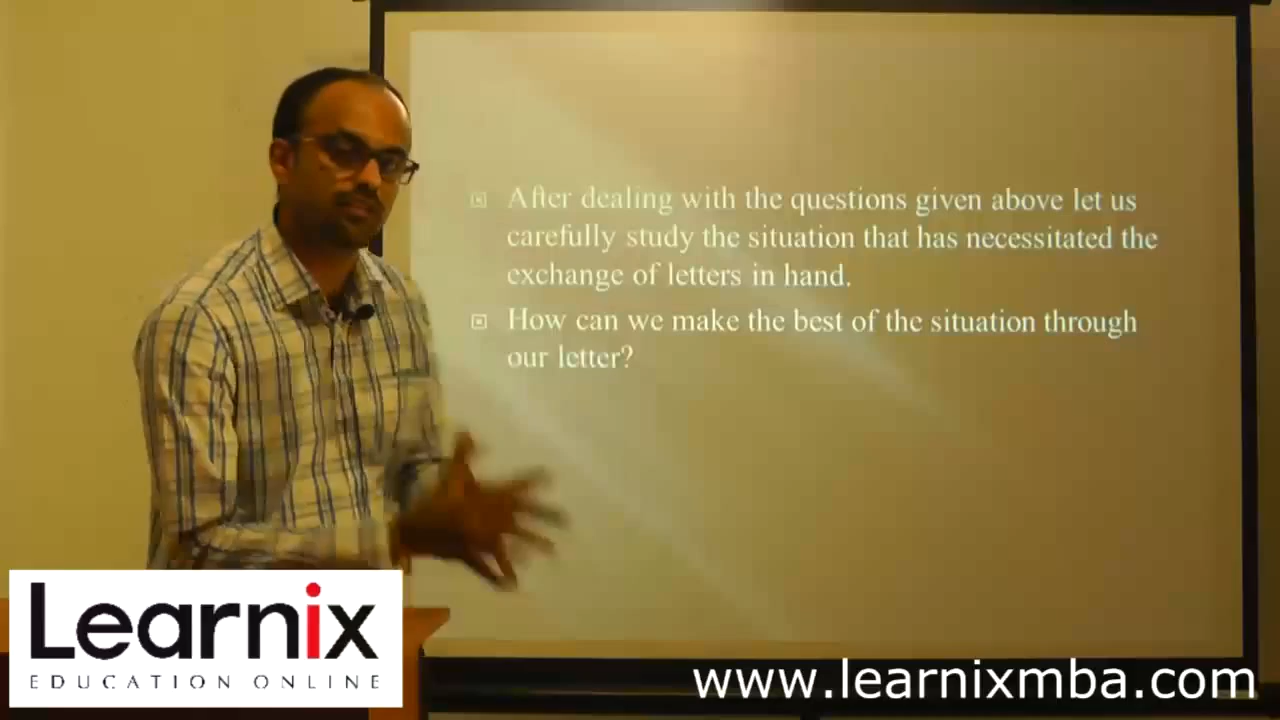 After dealing with the questions given above let us
carefully study the situation that has necessitated the
exchange of letters in hand.
How can we make the best of the situation through
our letter?
Learnix
EDUCATION ONLINE
www.learnixmba.com